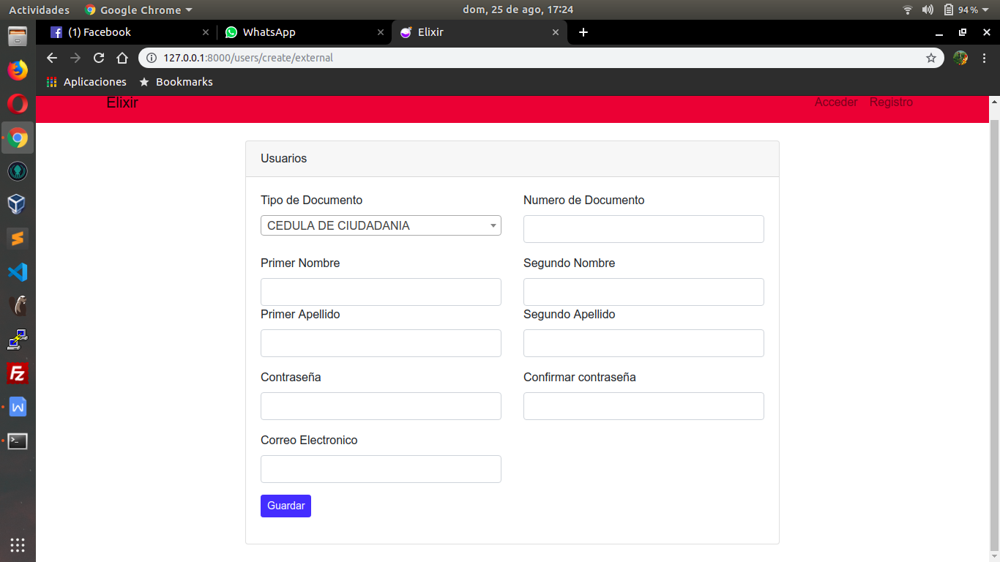 Actividades Google Chrome dom, 25 de ago, 17:24 94 %
(1) Facebook WhatsApp Elixir
127.0.0.1:8000/users/create/external
Aplicaciones Bookmarks
Elixir Acceder Registro
Usuarios
Tipo de Documento Numero de Documento
CEDULA DE CIUDADANIA
Primer Nombre Segundo Nombre
Primer Apellido Segundo Apellido
Contraseña Confirmar contraseña
Correo Electronico
Guardar